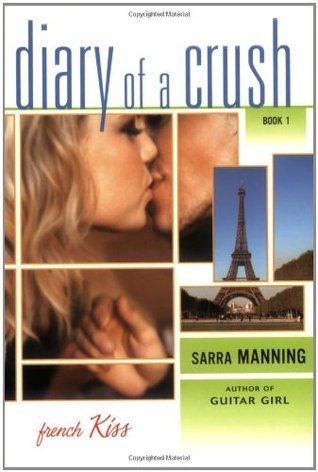 Copyrighted Material
diary of a crush
BOOK 1
SARRA MANNING
AUTHOR OF
GUITAR GIRL
french Kiss
Copyrighted Material